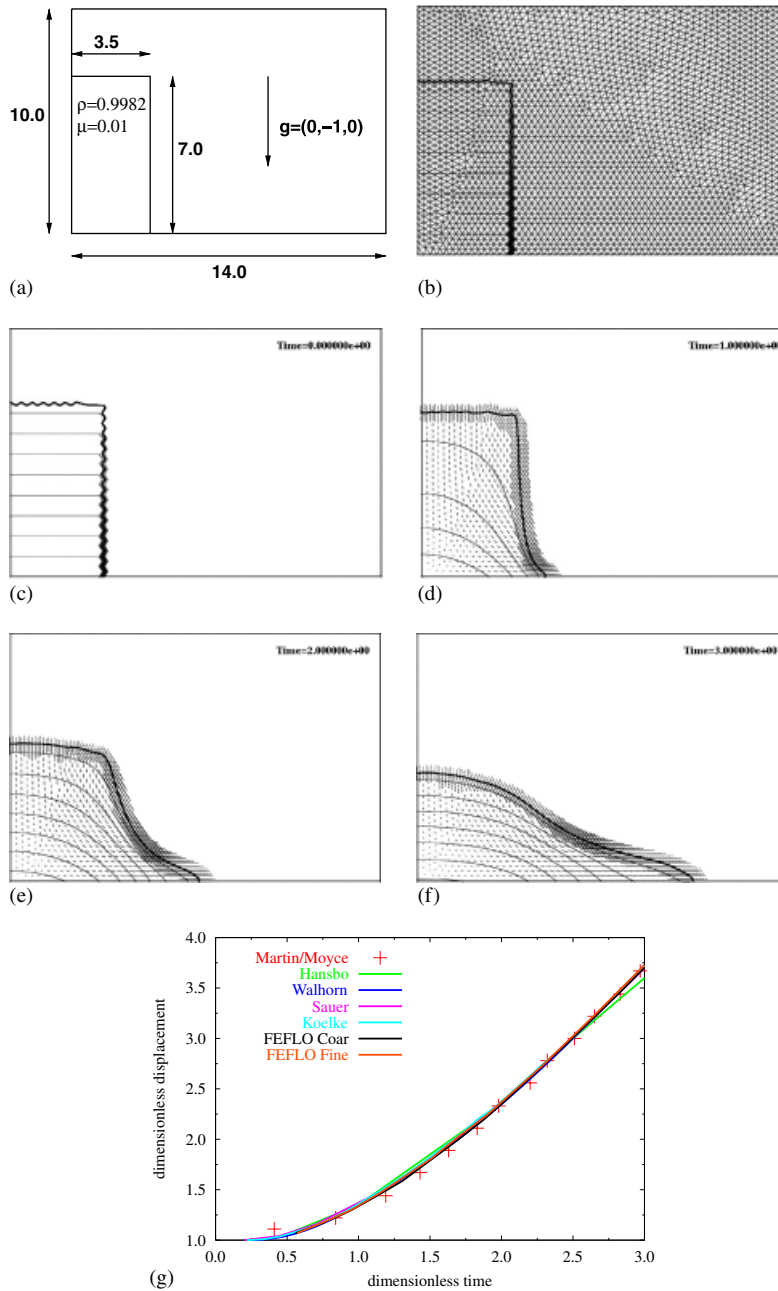 10.0
3.5
ρ=0.9982
μ=0.01
7.0
g=(0,−1,0)
14.0
(a)
(b)
Time=0.000000e+00
(c)
Time=1.000000e+00
(d)
Time=2.000000e+00
(e)
Time=3.000000e+00
(f)
dimensionless displacement
4.0
3.5
3.0
2.5
2.0
1.5
1.0
Martin/Moyce
Hansbo
Walhorn
Sauer
Koelke
FEFLO Coar
FEFLO Fine
0.0 0.5 1.0 1.5 2.0 2.5 3.0
dimensionless time
(g)